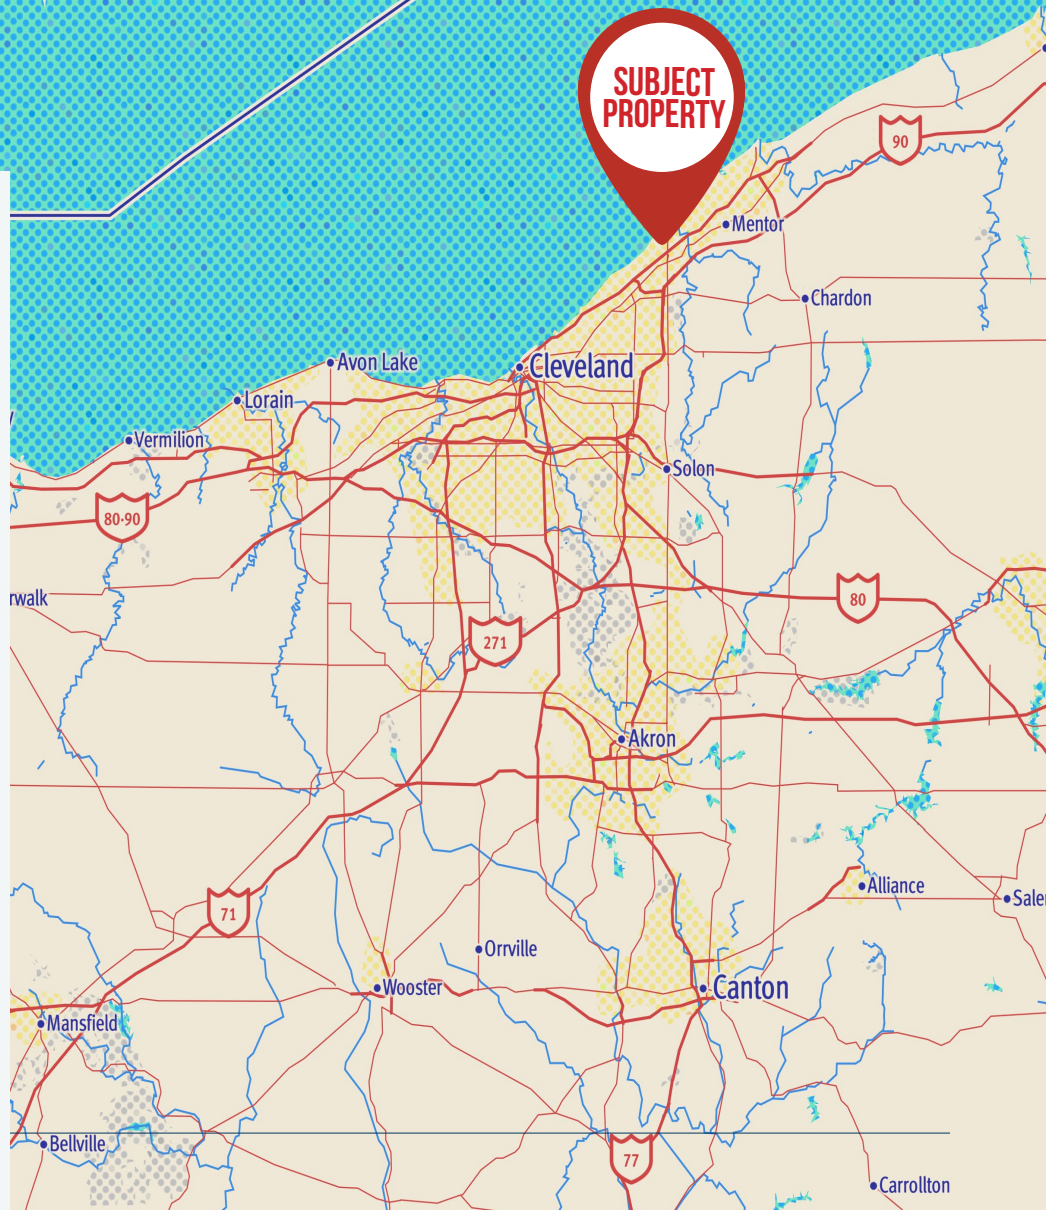 SUBJECT
PROPERTY
90
Mentor
Chardon
Avon Lake
Cleveland
Lorain
Vermilion
Solon
80·90
rwalk
80
271
Akron
71
Alliance
Saler
Orrville
Wooster
Canton
Mansfield
Bellville
77
Carrollton